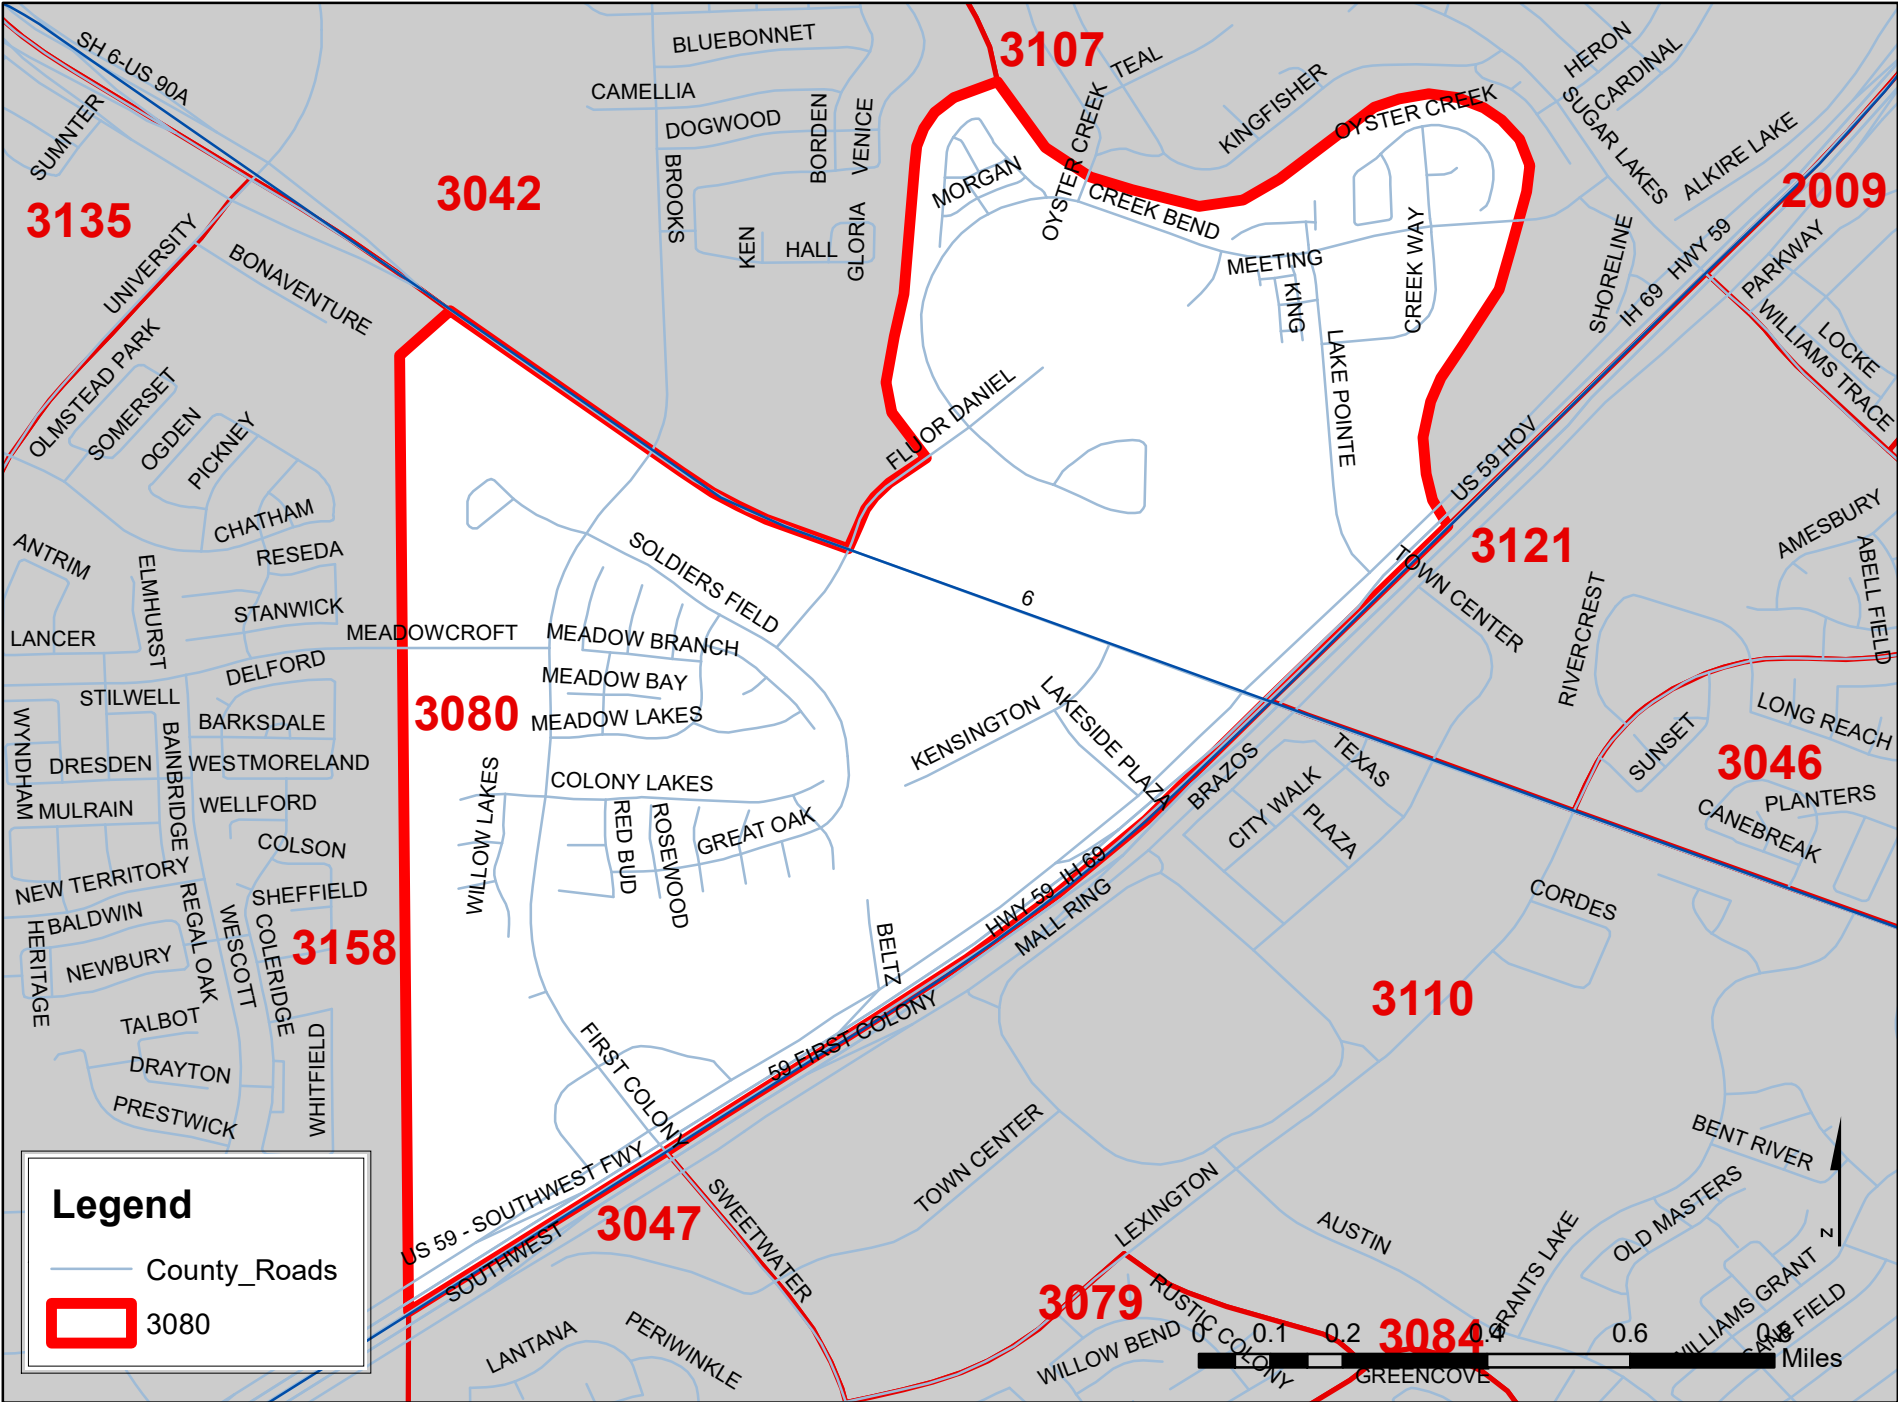 SH 6-US 90A
BLUEBONNET
3107
TEAL
HERON
CARDINAL
SUMNTER
CAMELLIA
DOGWOOD
BORDEN
VENICE
OYSTER CREEK
KINGFISHER
OYSTER CREEK
SUGAR LAKES
ALKIRE LAKE
3135
3042
BROOKS
MORGAN
CREEK BEND
2009
UNIVERSITY
BONAVENTURE
KEN
HALL
GLORIA
MEETING
KING
CREEK WAY
SHORELINE
IH 69
HWY 59
PARKWAY
WILLIAMS TRACE
LOCKE
OLMSTEAD PARK
SOMERSET
OGDEN
PICKNEY
FLUOR DANIEL
LAKE POINTE
US 59 HOV
CHATHAM
RESEDA
ANTRIM
ELMHURST
STANWICK
SOLDIERS FIELD
6
3121
TOWN CENTER
AMESBURY
ABELL FIELD
LANCER
MEADOWCROFT
MEADOW BRANCH
RIVERCREST
DELFORD
STILWELL
MEADOW BAY
3080
MEADOW LAKES
KENSINGTON
LAKESIDE PLAZA
LONG REACH
WYNDHAM
BARKSDALE
BAINBRIDGE
DRESDEN
WESTMORELAND
BRAZOS
TEXAS
SUNSET
3046
MULRAIN
WELLFORD
WILLOW LAKES
COLONY LAKES
RED BUD
ROSEWOOD
GREAT OAK
CITY WALK
PLAZA
PLANTERS
CANEBREAK
COLSON
NEW TERRITORY
SHEFFIELD
HWY 59
IH 69
MALL RING
CORDES
BALDWIN
REGAL OAK
WESCOTT
COLERIDGE
3158
HERITAGE
NEWBURY
BELTZ
3110
TALBOT
WHITFIELD
FIRST COLONY
59 FIRST COLONY
DRAYTON
PRESTWICK
TOWN CENTER
BENT RIVER
US 59 - SOUTHWEST FWY
SOUTHWEST
3047
SWEETWATER
LEXINGTON
AUSTIN
GRANTS LAKE
OLD MASTERS
WILLIAMS GRANT
CANE FIELD
N
Legend
County_Roads
3080
LANTANA
PERIWINKLE
3079
RUSTIC COLONY
WILLOW BEND
3084
GREENCOVE
0 0.1 0.2 0.4 0.6 0.8
Miles